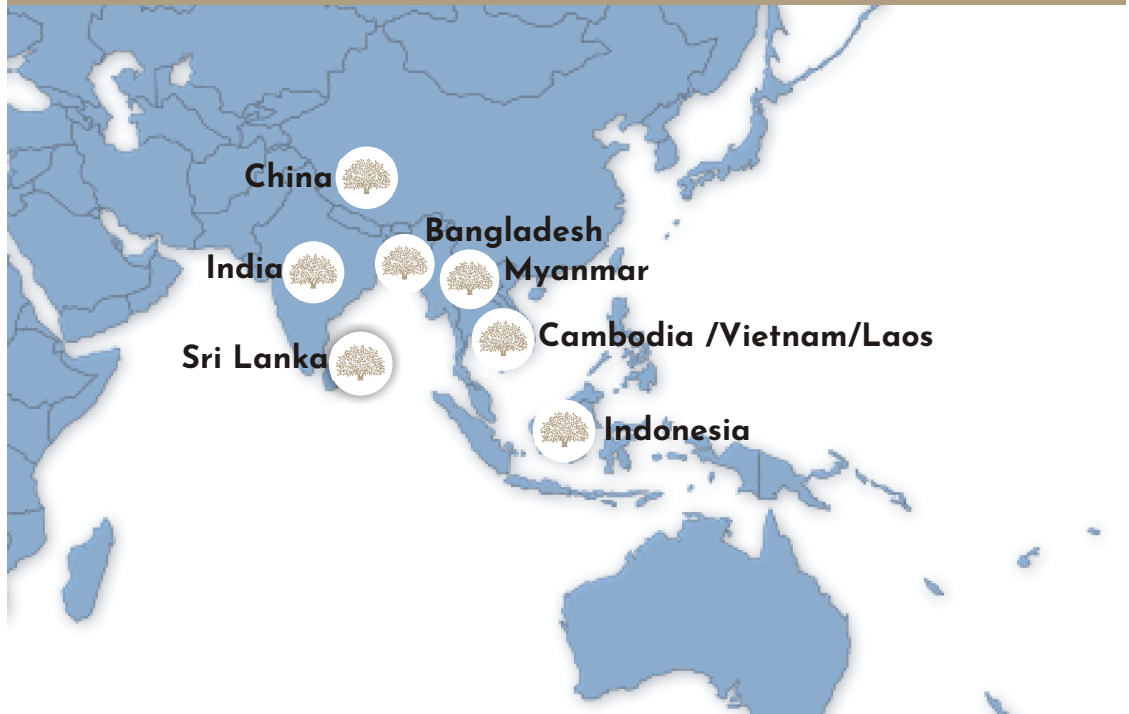 China
Bangladesh
India
Myanmar
Cambodia /Vietnam/Laos
Sri Lanka
Indonesia